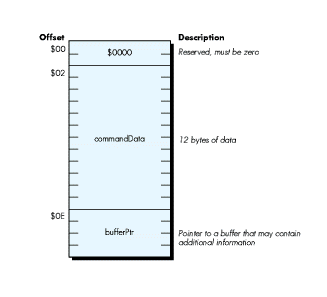 Offset Description
$00 $0000 Reserved, must be zero
$02
commandData 12 bytes of data
$0E
bufferPtr Pointer to a buffer that may contain
additional information